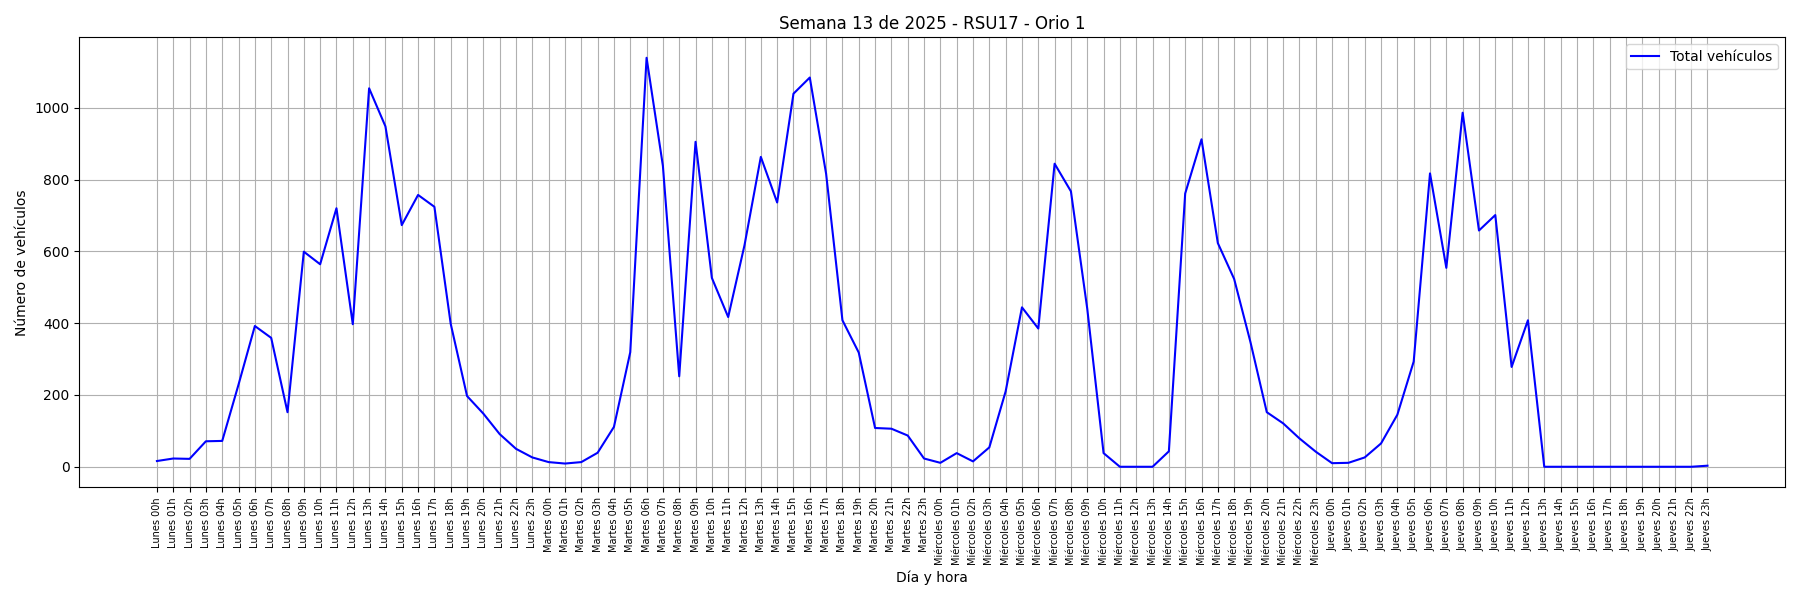 Semana 13 de 2025 - RSU17 - Orio 1
Total vehículos
Número de vehículos
1000
800
600
400
200
0
Lunes 00h
Lunes 01h
Lunes 02h
Lunes 03h
Lunes 04h
Lunes 05h
Lunes 06h
Lunes 07h
Lunes 08h
Lunes 09h
Lunes 10h
Lunes 11h
Lunes 12h
Lunes 13h
Lunes 14h
Lunes 15h
Lunes 16h
Lunes 17h
Lunes 18h
Lunes 19h
Lunes 20h
Lunes 21h
Lunes 22h
Lunes 23h
Martes 00h
Martes 01h
Martes 02h
Martes 03h
Martes 04h
Martes 05h
Martes 06h
Martes 07h
Martes 08h
Martes 09h
Martes 10h
Martes 11h
Martes 12h
Martes 13h
Martes 14h
Martes 15h
Martes 16h
Martes 17h
Martes 18h
Martes 19h
Martes 20h
Martes 21h
Martes 22h
Martes 23h
Miércoles 00h
Miércoles 01h
Miércoles 02h
Miércoles 03h
Miércoles 04h
Miércoles 05h
Miércoles 06h
Miércoles 07h
Miércoles 08h
Miércoles 09h
Miércoles 10h
Miércoles 11h
Miércoles 12h
Miércoles 13h
Miércoles 14h
Miércoles 15h
Miércoles 16h
Miércoles 17h
Miércoles 18h
Miércoles 19h
Miércoles 20h
Miércoles 21h
Miércoles 22h
Miércoles 23h
Jueves 00h
Jueves 01h
Jueves 02h
Jueves 03h
Jueves 04h
Jueves 05h
Jueves 06h
Jueves 07h
Jueves 08h
Jueves 09h
Jueves 10h
Jueves 11h
Jueves 12h
Jueves 13h
Jueves 14h
Jueves 15h
Jueves 16h
Jueves 17h
Jueves 18h
Jueves 19h
Jueves 20h
Jueves 21h
Jueves 22h
Jueves 23h
Día y hora